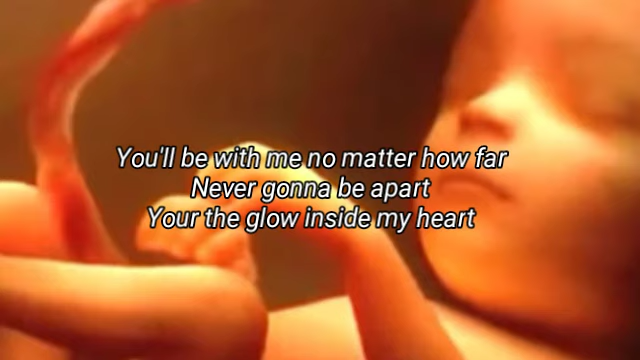 You'll be with me no matter how far
Never gonna be apart
Your the glow inside my heart